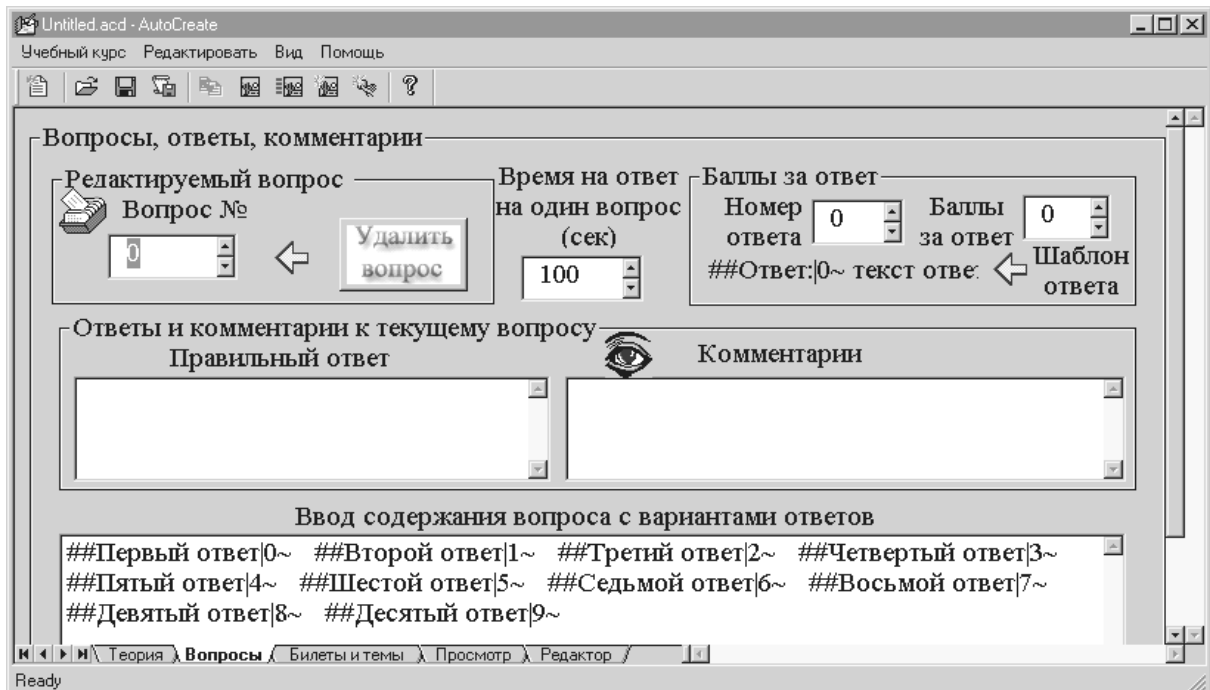 Untitled.acd - AutoCreate
Учебный курс Редактировать Вид Помощь
Вопросы, ответы, комментарии
Редактируемый вопрос
Вопрос №
0
Удалить
вопрос
Время на ответ
на один вопрос
(сек)
100
Баллы за ответ
Номер
ответа
0
Баллы
за ответ
0
##Ответ:|0~ текст отве
Шаблон
ответа
Ответы и комментарии к текущему вопросу
Правильный ответ
Комментарии
Ввод содержания вопроса с вариантами ответов
##Первый ответ|0~ ##Второй ответ|1~ ##Третий ответ|2~ ##Четвертый ответ|3~
##Пятый ответ|4~ ##Шестой ответ|5~ ##Седьмой ответ|6~ ##Восьмой ответ|7~
##Девятый ответ|8~ ##Десятый ответ|9~
Теория Вопросы Билеты и темы Просмотр Редактор
Ready